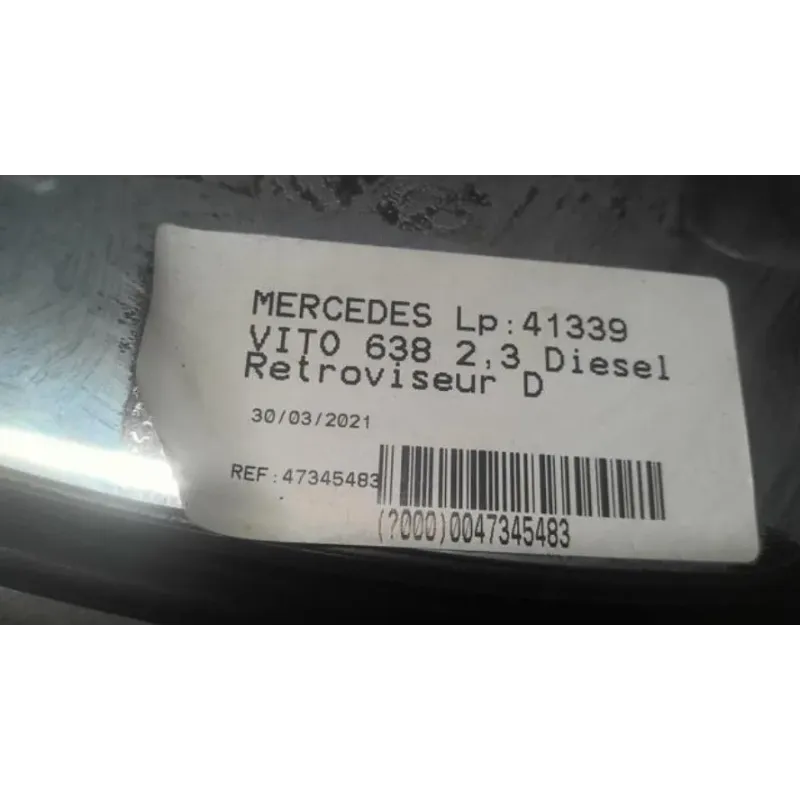 MERCEDES Lp:41339
VITO 638 2,3 Diesel
Retroviseur D
30/03/2021
REF:47345483
(?000)0047345483